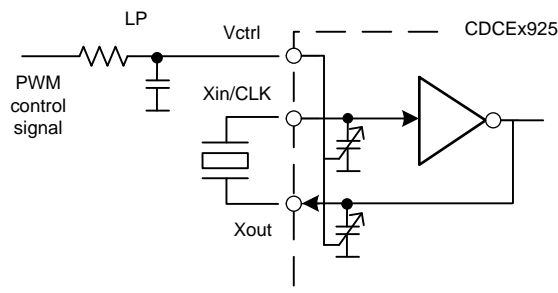 LP
Vctrl
CDCEx925
PWM
control
signal
Xin/CLK
Xout